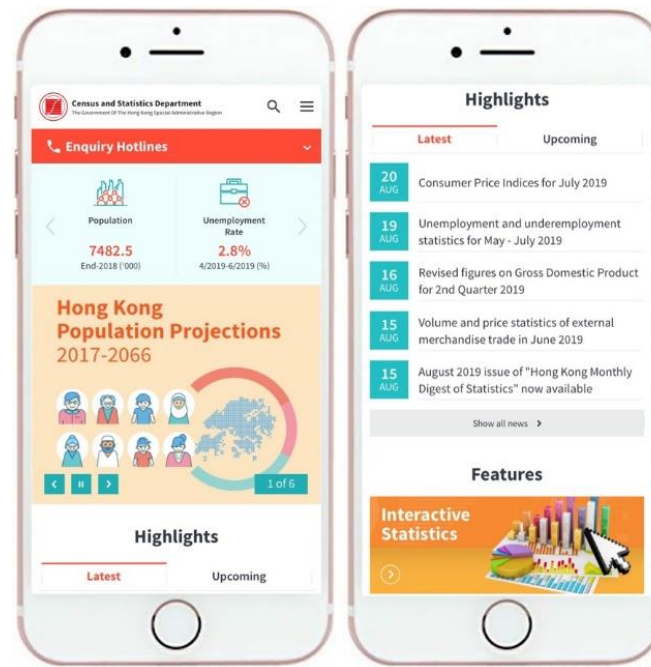 Census and Statistics Department
The Government Of The Hong Kong Special Administrative Region
Enquiry Hotlines
Population
7482.5
End-2018 ('000)
Unemployment
Rate
2.8%
4/2019-6/2019 (%)
Hong Kong
Population Projections
2017-2066
1 of 6
Highlights
Latest
Upcoming
Highlights
Latest
Upcoming
20
AUG
Consumer Price Indices for July 2019
19
AUG
Unemployment and underemployment
statistics for May - July 2019
16
AUG
Revised figures on Gross Domestic Product
for 2nd Quarter 2019
15
AUG
Volume and price statistics of external
merchandise trade in June 2019
15
AUG
August 2019 issue of "Hong Kong Monthly
Digest of Statistics" now available
Show all news
Features
Interactive
Statistics